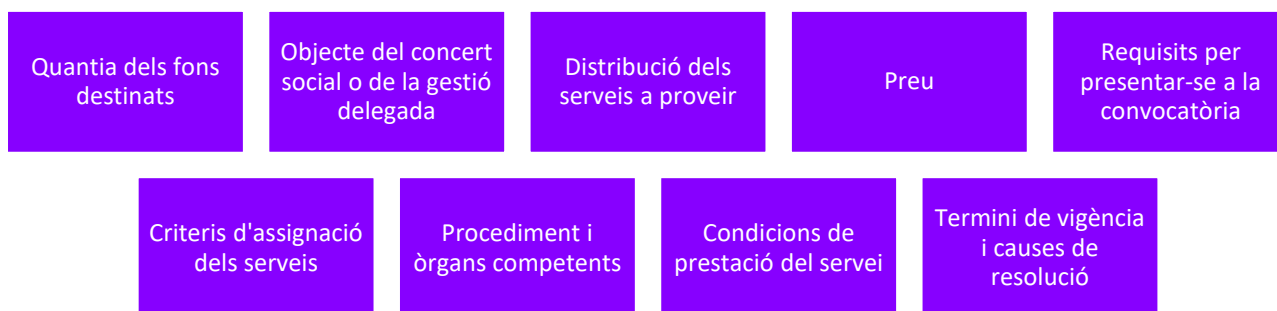 Quantia dels fons
destinats
Objecte del concert
social o de la gestió
delegada
Distribució dels
serveis a proveir
Preu
Requisits per
presentar-se a la
convocatòria
Criteris d'assignació
dels serveis
Procediment i
òrgans competents
Condicions de
prestació del servei
Termini de vigència
i causes de
resolució